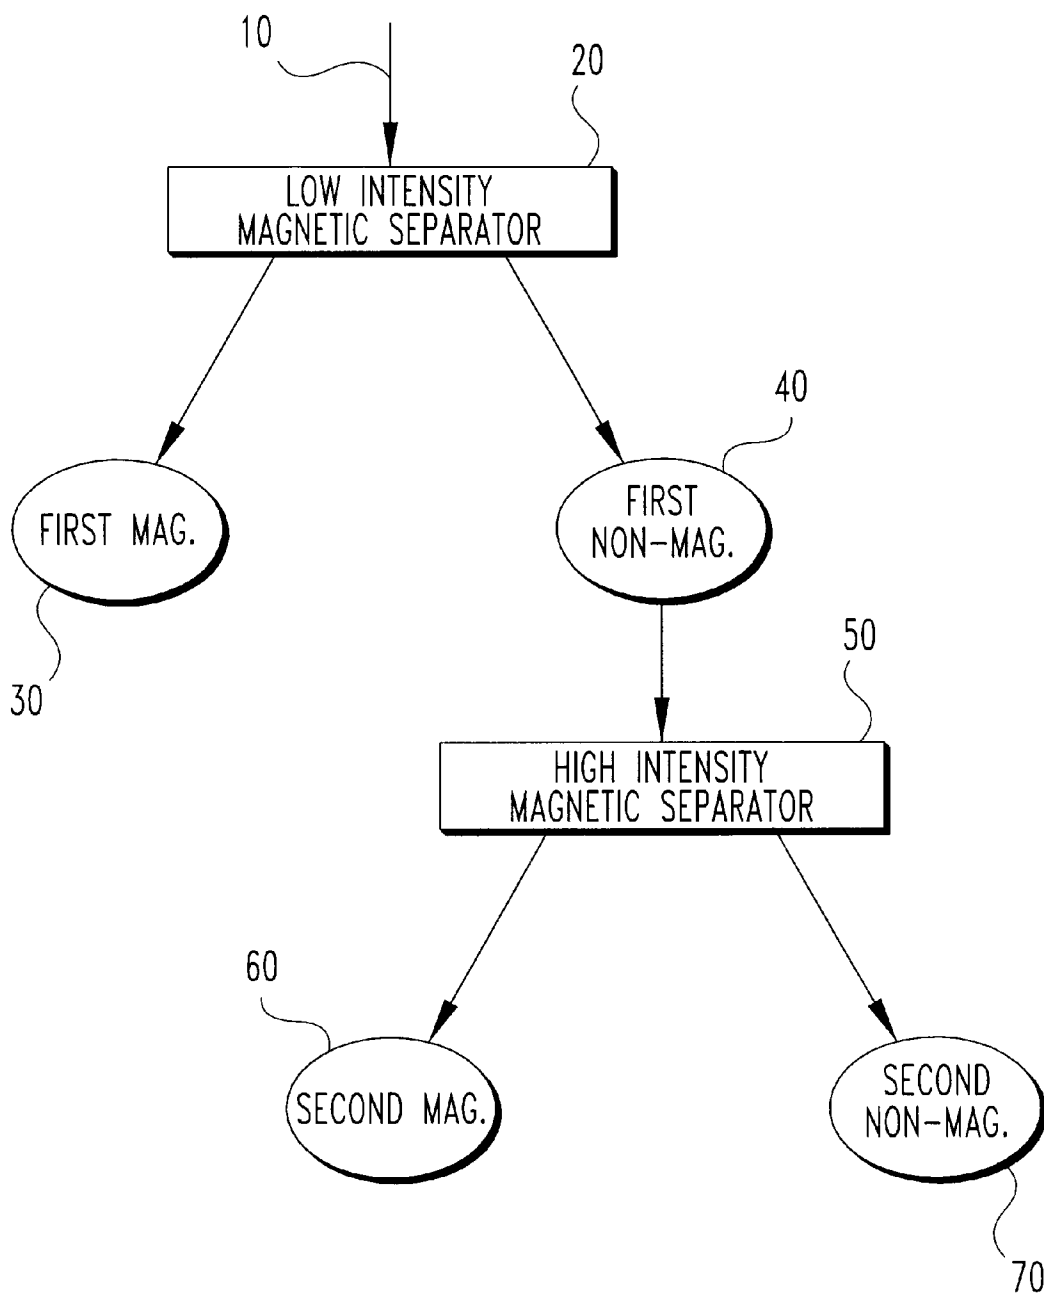 10
20
LOW INTENSITY
MAGNETIC SEPARATOR
40
FIRST MAG.
FIRST
NON-MAG.
30
50
HIGH INTENSITY
MAGNETIC SEPARATOR
60
SECOND MAG.
SECOND
NON-MAG.
70